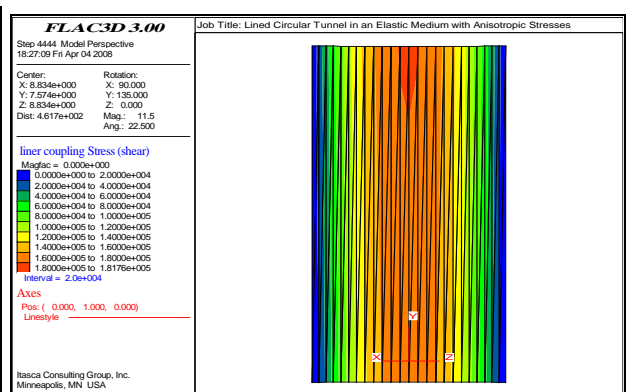 FLAC3D 3.00
Job Title: Lined Circular Tunnel in an Elastic Medium with Anisotropic Stresses
Step 4444 Model Perspective
18:27:09 Fri Apr 04 2008
Center: Rotation:
X: 8.834e+000 X: 90.000
Y: 7.574e+000 Y: 135.000
Z: 8.834e+000 Z: 0.000
Dist: 4.617e+002 Mag.: 11.5
Ang.: 22.500
liner coupling Stress (shear)
Magfac = 0.000e+000
0.0000e+000 to 2.0000e+004
2.0000e+004 to 4.0000e+004
4.0000e+004 to 6.0000e+004
6.0000e+004 to 8.0000e+004
8.0000e+004 to 1.0000e+005
1.0000e+005 to 1.2000e+005
1.2000e+005 to 1.4000e+005
1.4000e+005 to 1.6000e+005
1.6000e+005 to 1.8000e+005
1.8000e+005 to 1.8176e+005
Interval = 2.0e+004
Axes
Pos: ( 0.000, 1.000, 0.000)
Linestyle
Y
X Z
Itasca Consulting Group, Inc.
Minneapolis, MN USA